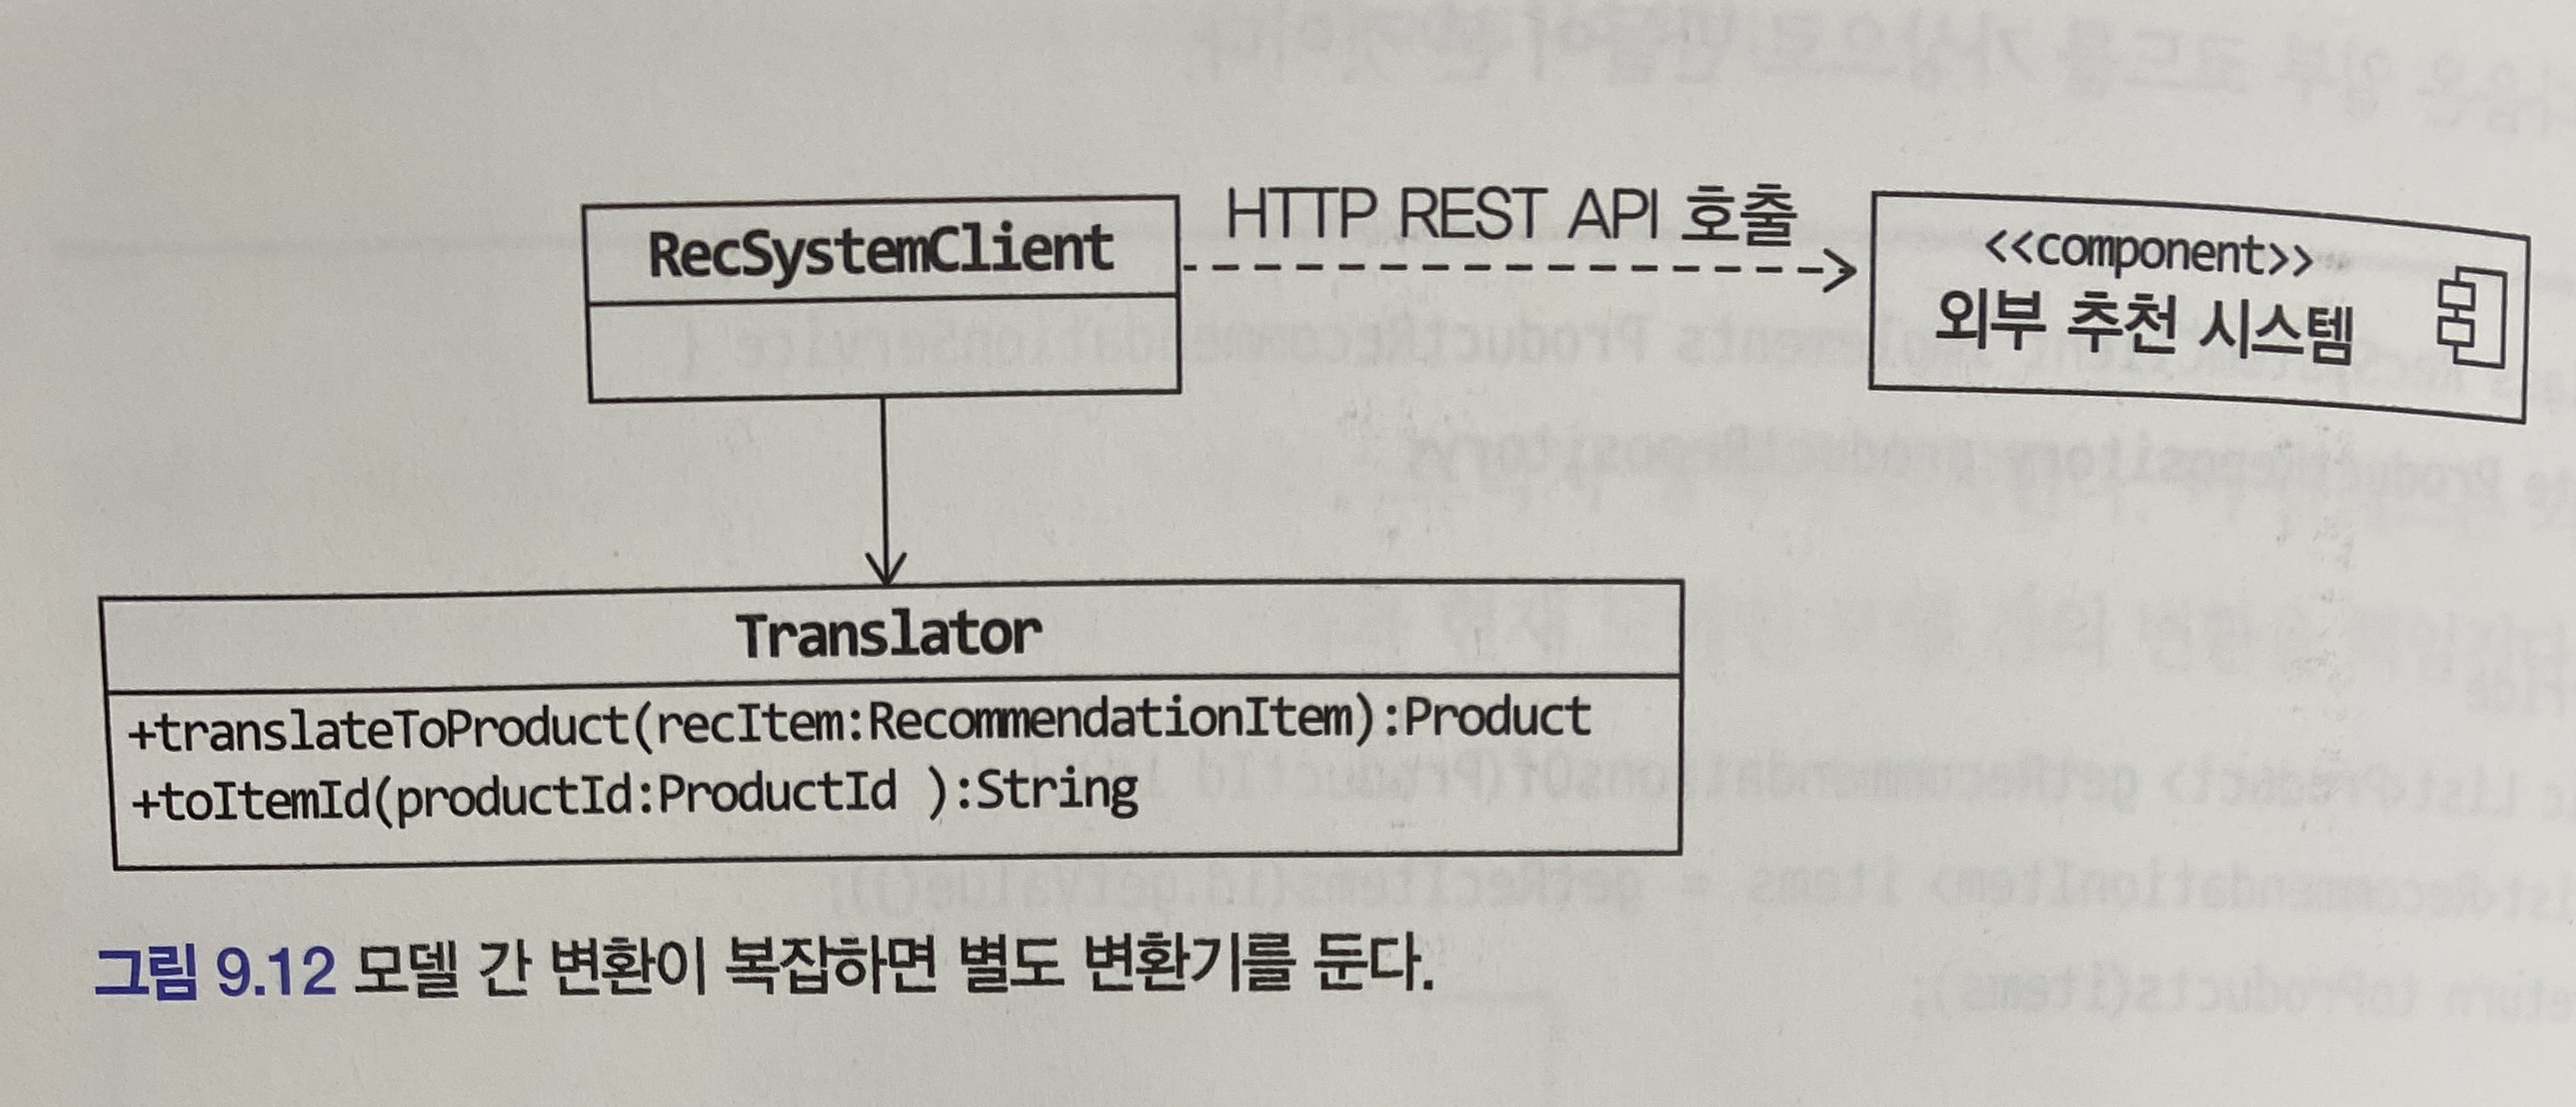 HTTP REST API 호출
RecSystemClient
<<component>>
외부 추천 시스템
Translator
+translateToProduct(recItem:RecommendationItem):Product
+toItemId(productId:ProductId ):String
그림 9.12 모델 간 변환이 복잡하면 별도 변환기를 둔다.